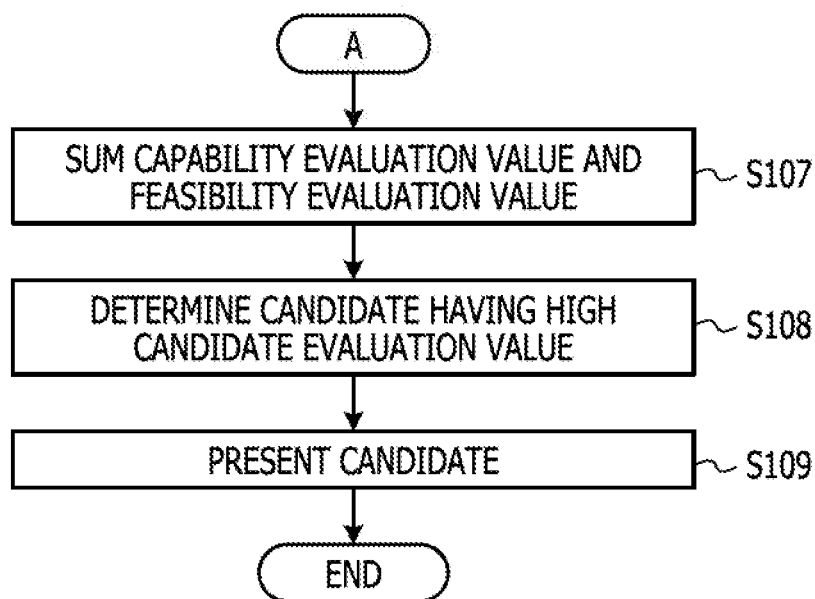 A
SUM CAPABILITY EVALUATION VALUE AND
FEASIBILITY EVALUATION VALUE
S107
DETERMINE CANDIDATE HAVING HIGH
CANDIDATE EVALUATION VALUE
S108
PRESENT CANDIDATE
S109
END